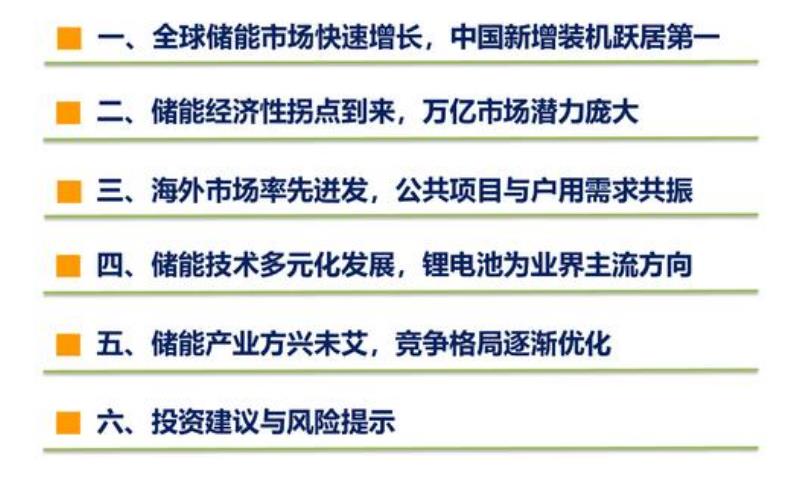 一、全球储能市场快速增长，中国新增装机跃居第一
二、储能经济性拐点到来，万亿市场潜力庞大
三、海外市场率先迸发，公共项目与户用需求共振
四、储能技术多元化发展，锂电池为业界主流方向
五、储能产业方兴未艾，竞争格局逐渐优化
六、投资建议与风险提示